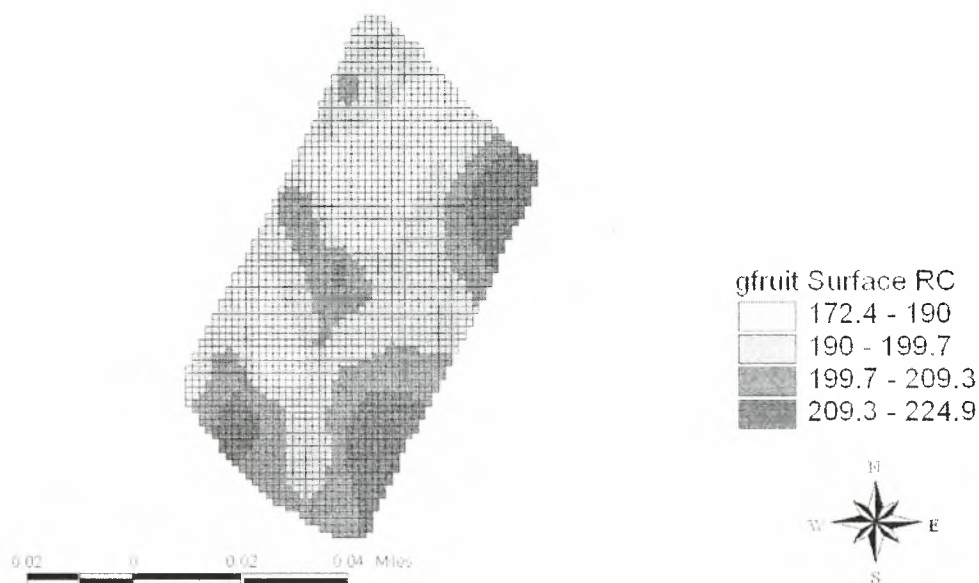 gfruit Surface RC
172.4 - 190
190 - 199.7
199.7 - 209.3
209.3 - 224.9
N
W E
S
0.02 0 0.02 0.04 Miles